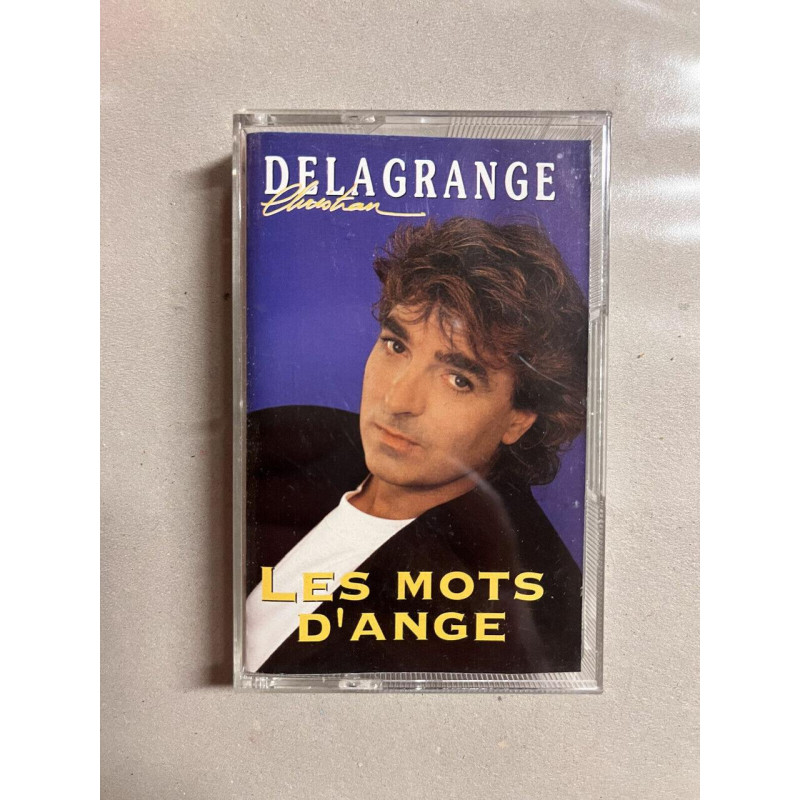 DELAGRANGE
Christian
LES MOTS
D'ANGE